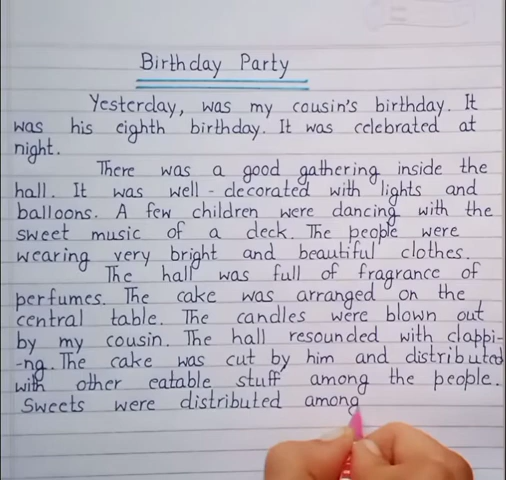 Birthday Party
Yesterday, was my cousin's birthday. It
was his eighth birthday. It was celebrated at
night.
There was a good gathering inside the
hall. It was well - decorated with lights and
balloons. A few children were dancing with the
sweet music of a deck. The people were
wearing very bright and beautiful clothes.
The hall was full of fragrance of
perfumes. The cake was arranged on the
central table. The candles were blown out
by my cousin. The hall resounded with clappi-
-ng. The cake was cut by him and distributed
with other eatable stuff among the people.
Sweets were distributed among